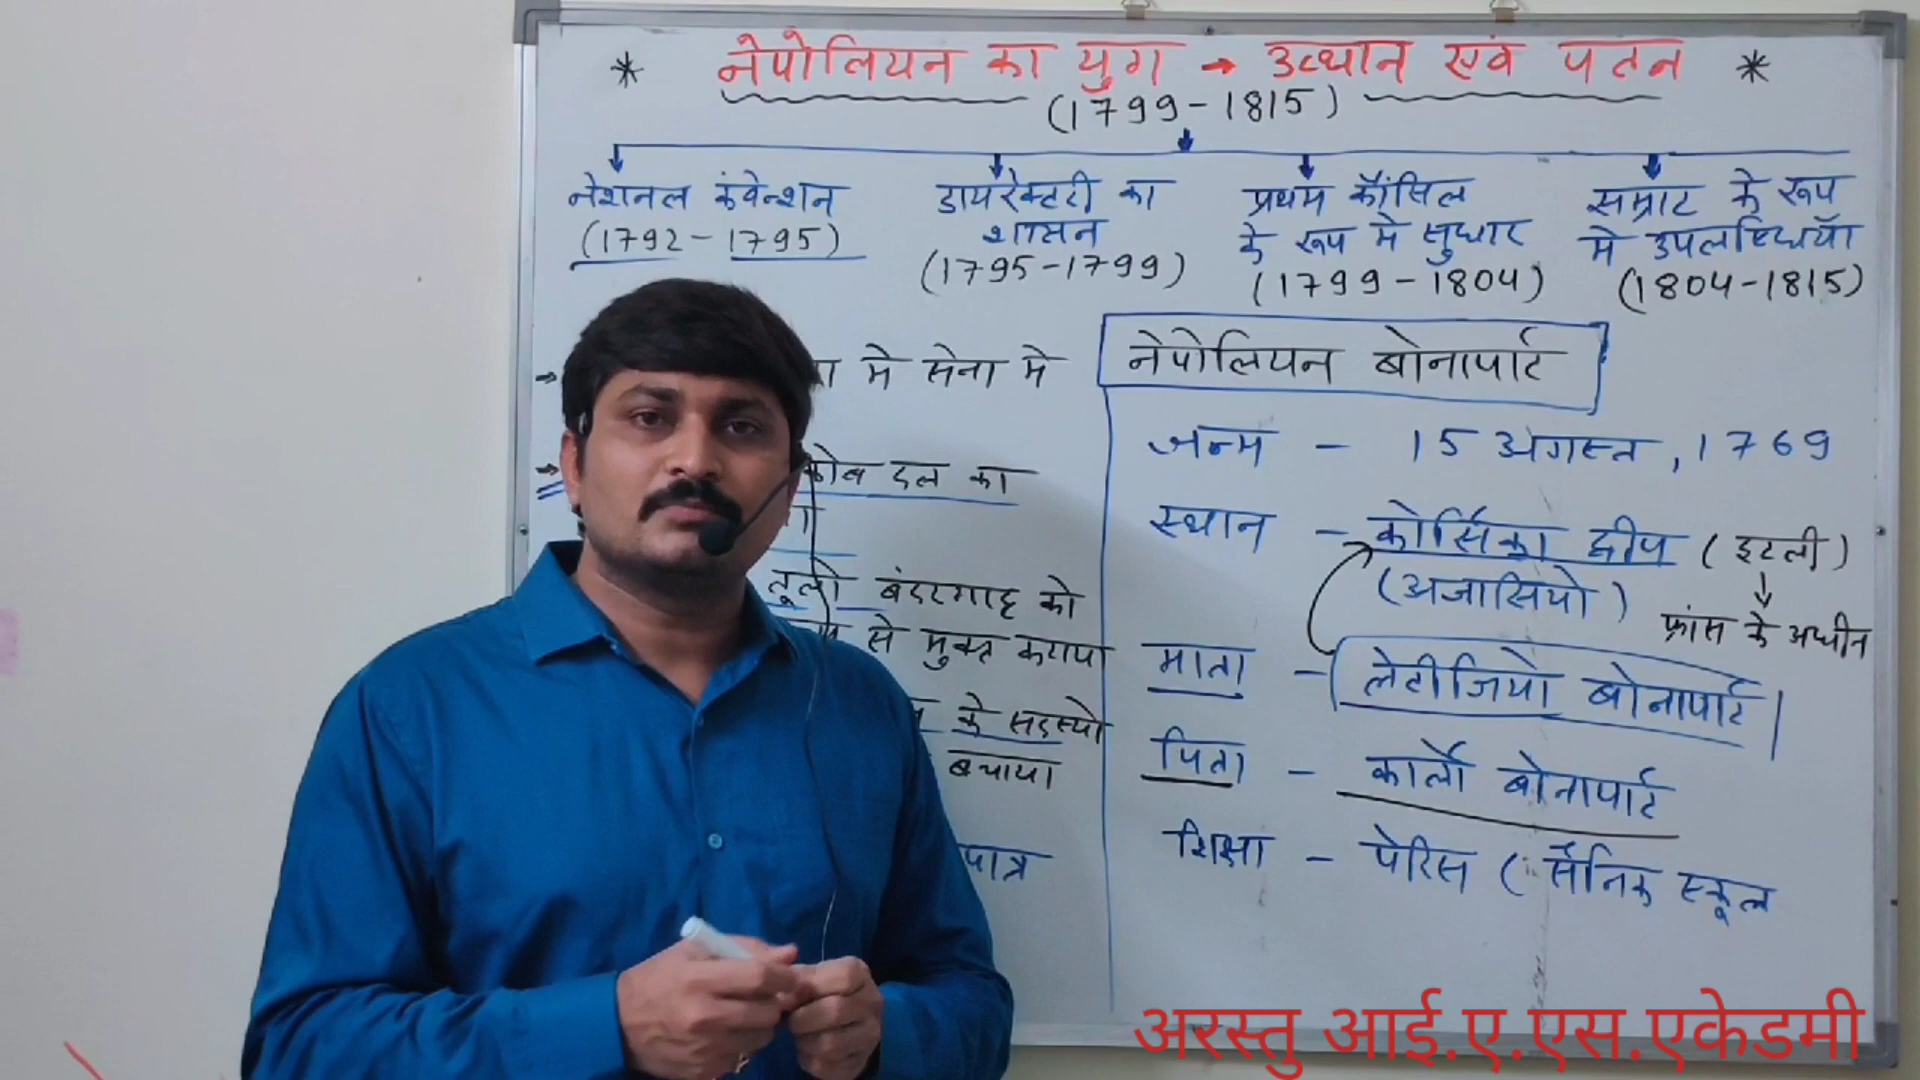 * नेपोलियन का युग → उत्थान एवं पतन *
(1799-1815)
नेशनल कंवेन्शन
(1792-1795)
डायरेक्टरी का
शासन
(1795-1799)
प्रथम कौंसिल
के रूप मे सुधार
(1799-1804)
सम्राट के रूप
मे उपलब्धियाँ
(1804-1815)
→ मे सेना मे
→ दल का
तूलो बंदरगाह को
से मुक्त कराया
के सदस्यो
बचाया
पात्र
नेपोलियन बोनापार्ट
जन्म - 15 अगस्त, 1769
स्थान - कोर्सिका द्वीप (इटली)
(अजासियो) फ्रांस के अधीन
माता - लेटीजियो बोनापार्ट
पिता - कार्लो बोनापार्ट
शिक्षा - पेरिस (सैनिक स्कूल
अरस्तु आई.ए.एस.एकेडमी